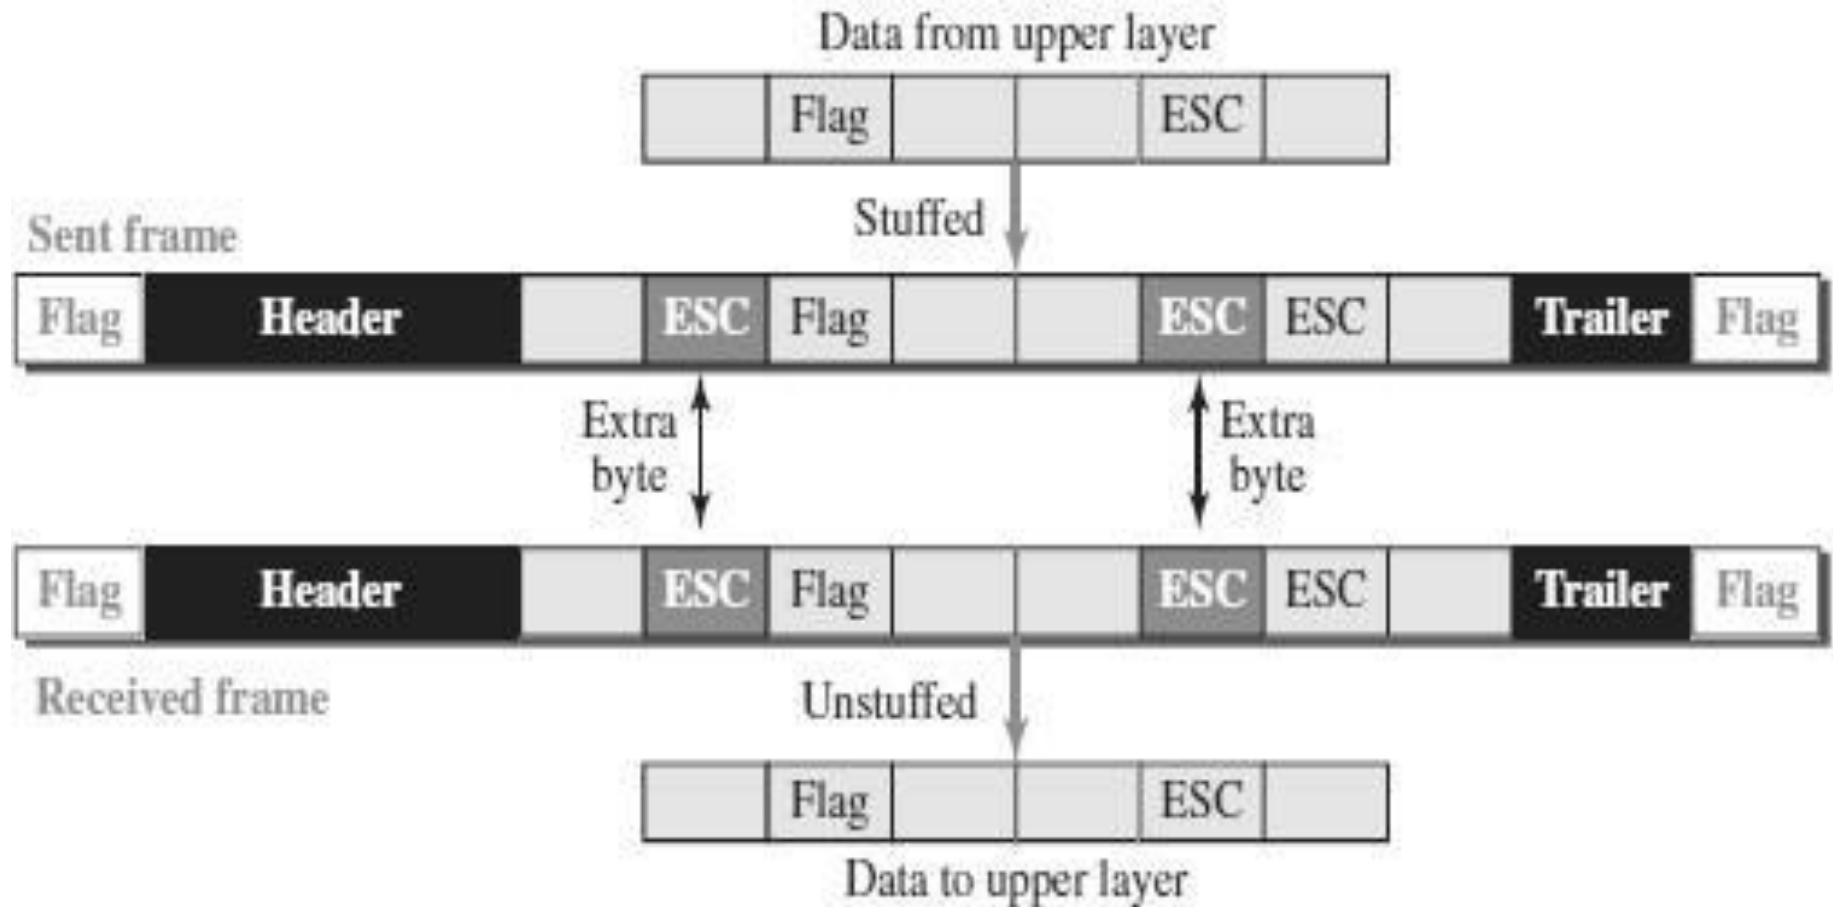 Data from upper layer
Flag ESC
Stuffed
Sent frame
Flag Header ESC Flag ESC ESC Trailer Flag
Extra byte
Extra byte
Flag Header ESC Flag ESC ESC Trailer Flag
Received frame
Unstuffed
Flag ESC
Data to upper layer